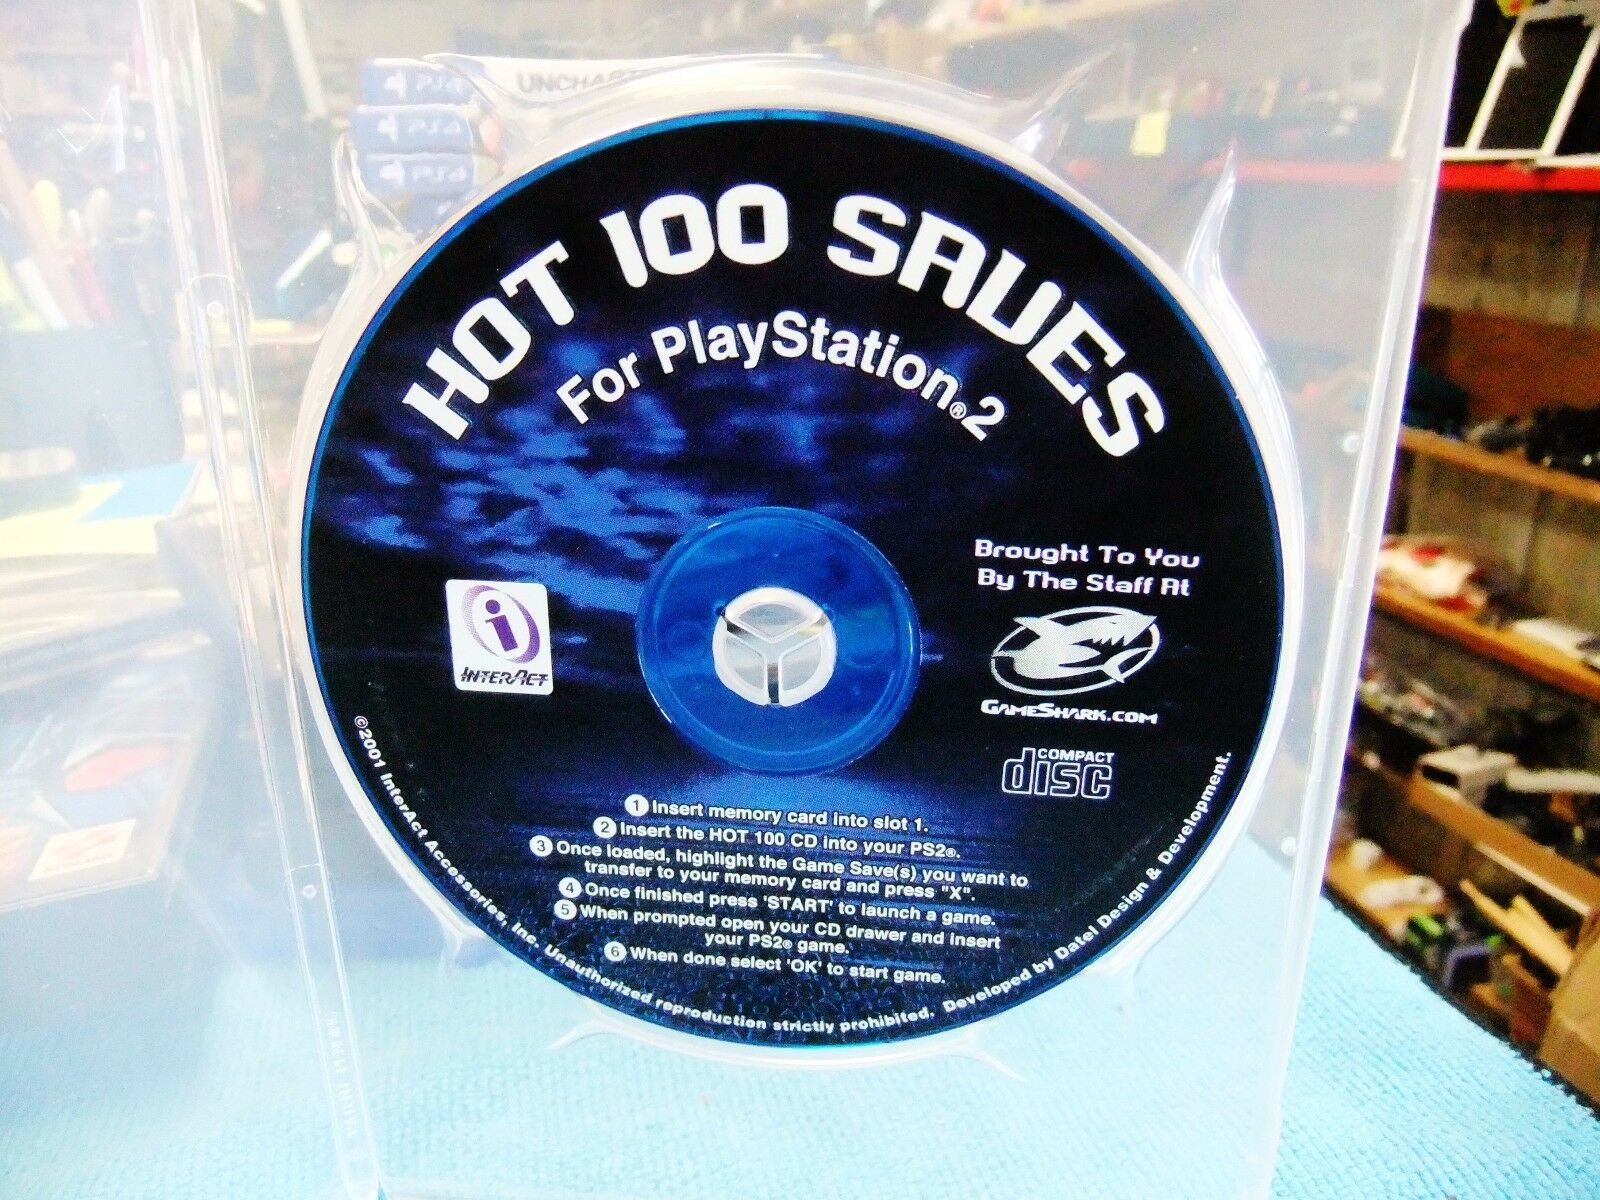 PS4
UNCHART
PS4
PS4
HOT 100 SAVES
For PlayStation®2
Brought To You
By The Staff At
GameShark.com
i
InterAct
COMPACT
disc
1 Insert memory card into slot 1.
2 Insert the HOT 100 CD into your PS2®.
3 Once loaded, highlight the Game Save(s) you want to
transfer to your memory card and press "X".
4 Once finished press 'START' to launch a game.
5 When prompted open your CD drawer and insert
your PS2® game.
6 When done select 'OK' to start game.
©2001 InterAct Accessories, Inc. Unauthorized reproduction strictly prohibited. Developed by Datel Design & Development.